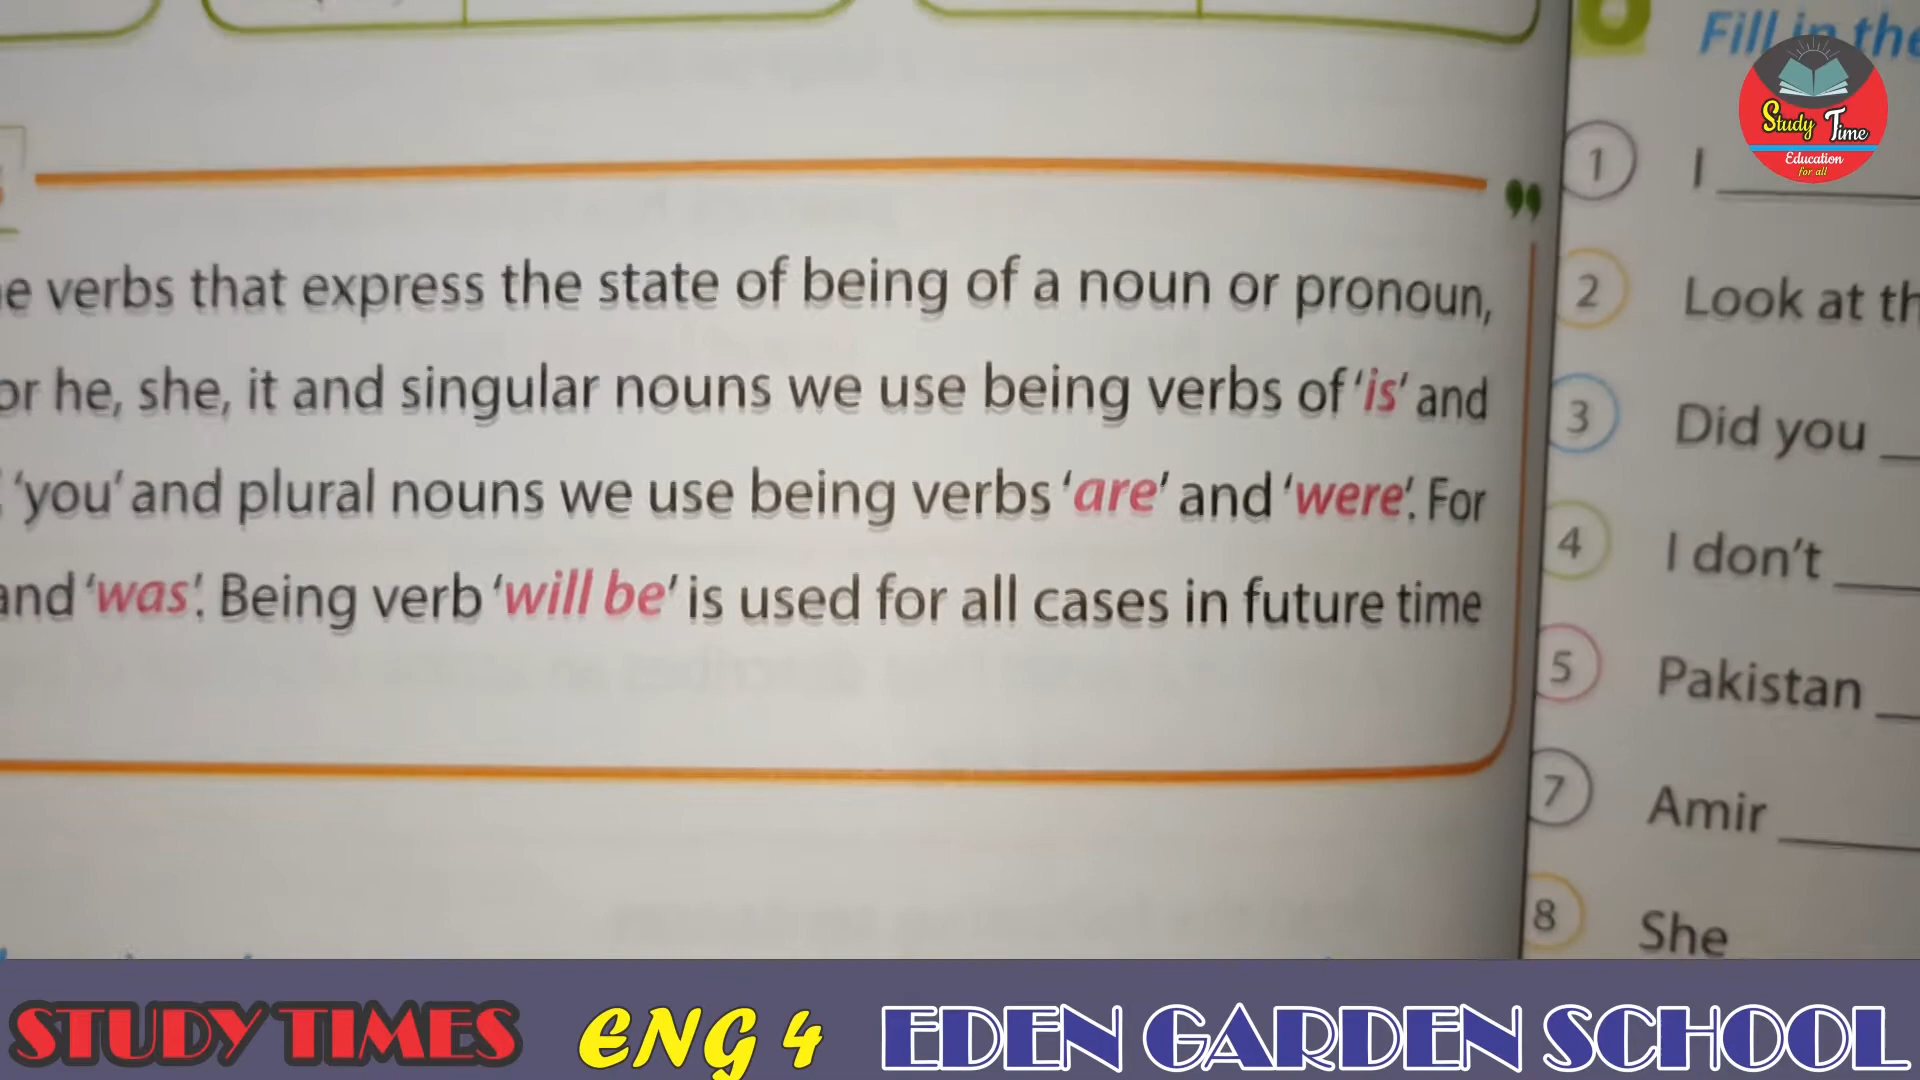 verbs that express the state of being of a noun or pronoun,
he, she, it and singular nouns we use being verbs of 'is' and
'you' and plural nouns we use being verbs 'are' and 'were'. For
and 'was'. Being verb 'will be' is used for all cases in future time
Fill in the
1 I
2 Look at th
3 Did you
4 I don't
5 Pakistan
7 Amir
8 She
Study Time
Education
for all
STUDY TIMES ENG 4 EDEN GARDEN SCHOOL